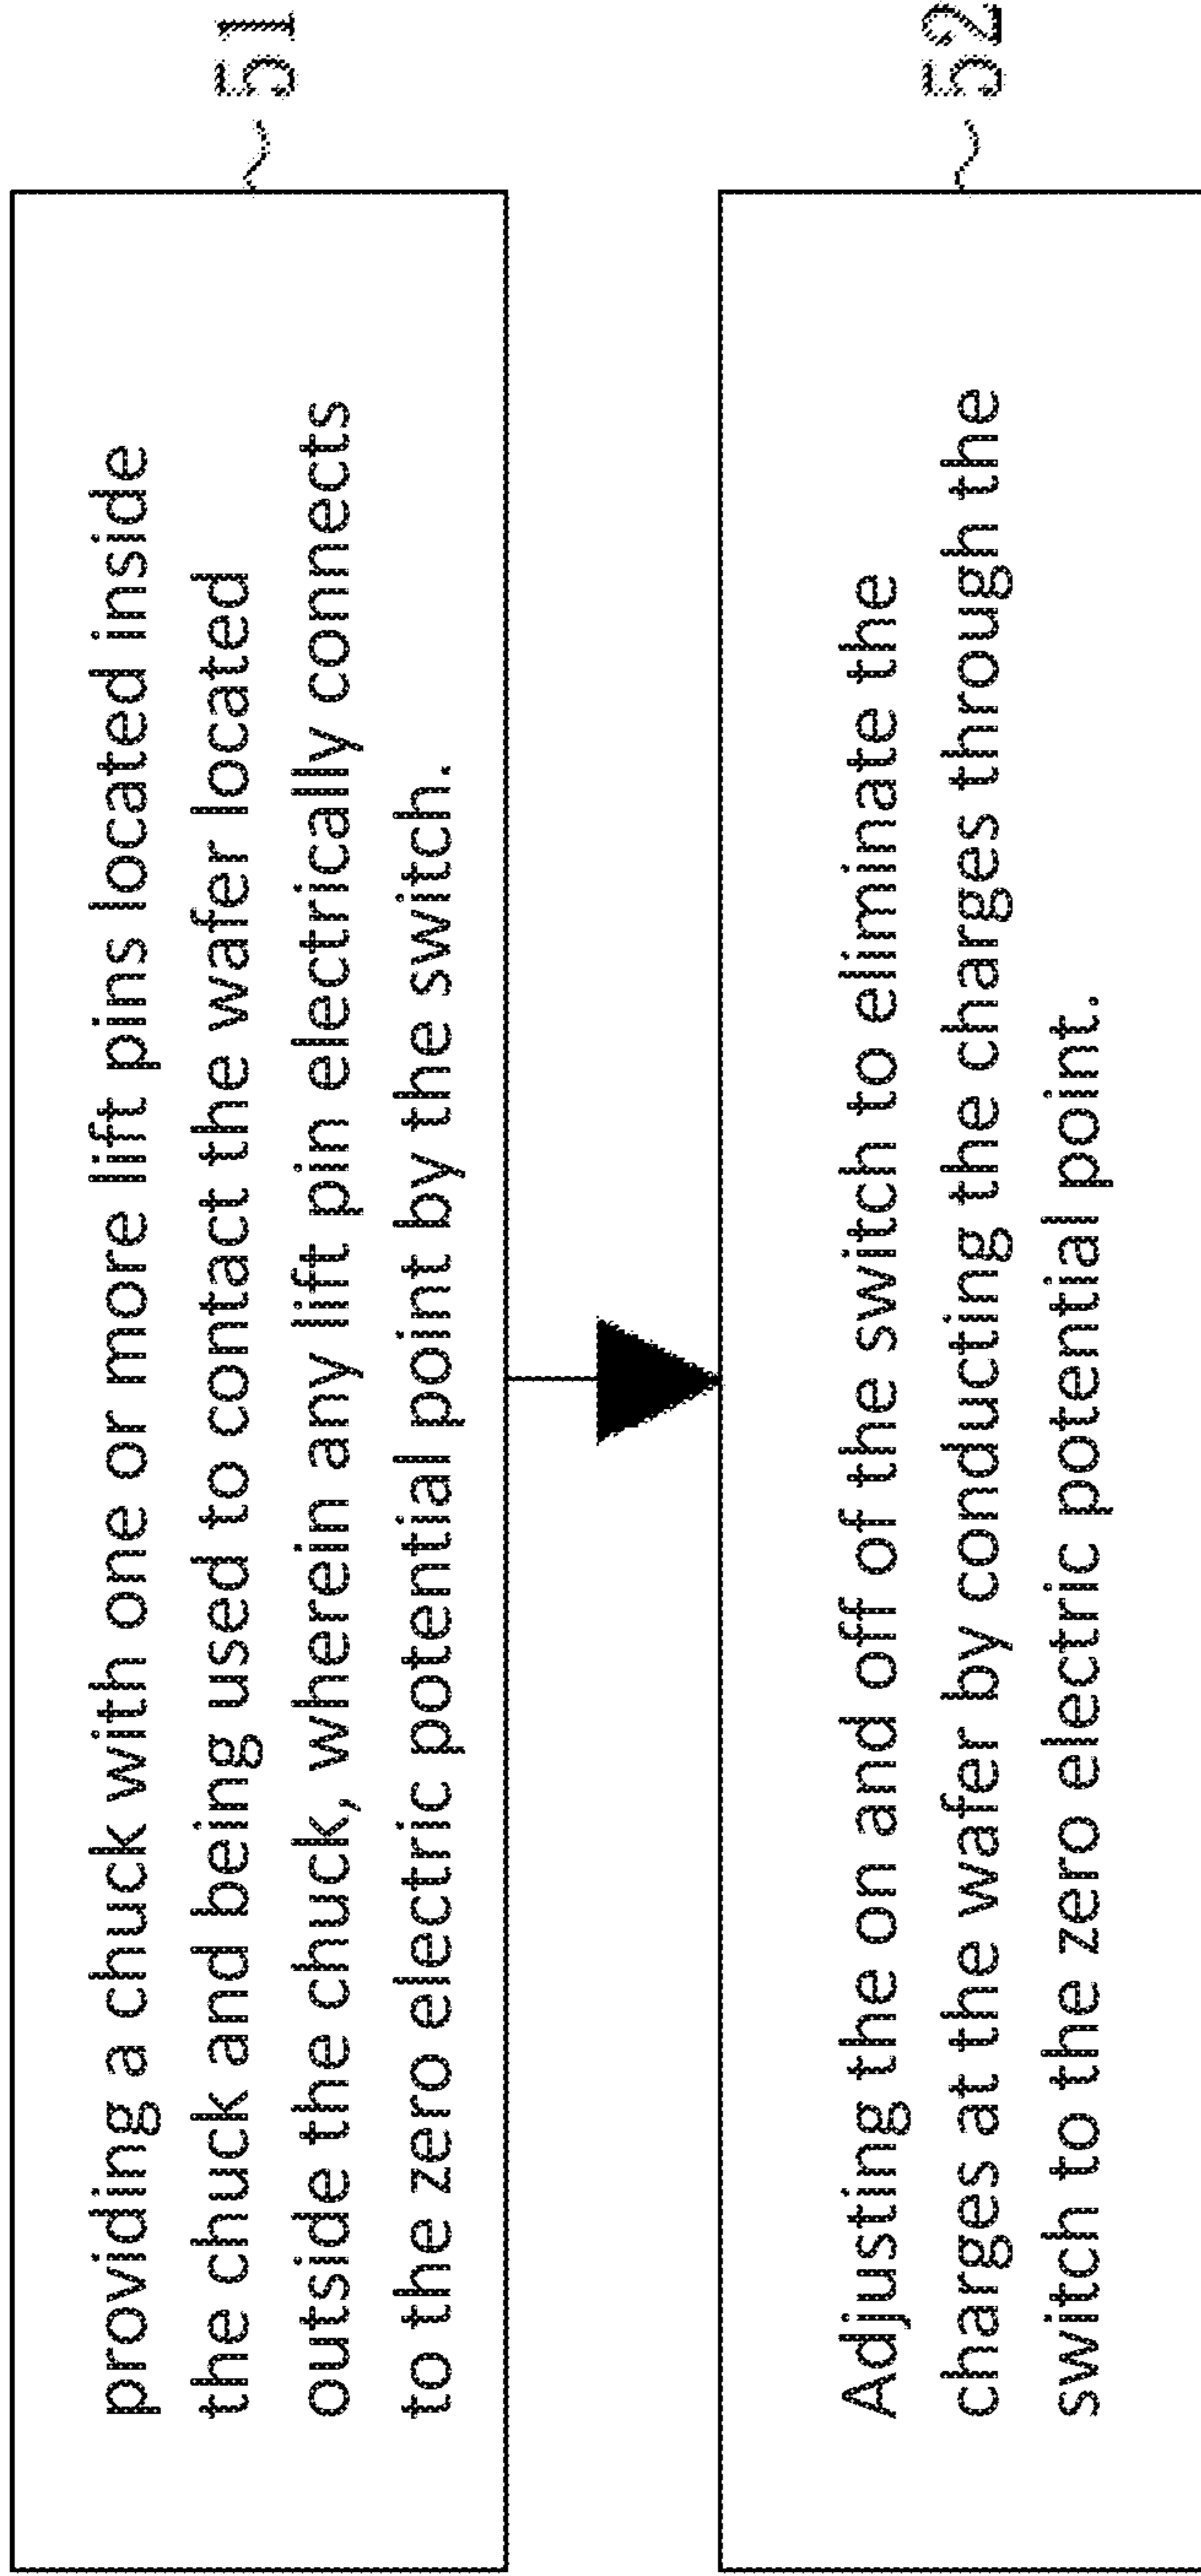 providing a chuck with one or more lift pins located inside
the chuck and being used to contact the wafer located
outside the chuck, wherein any lift pin electrically connects
to the zero electric potential point by the switch.
51
Adjusting the on and off of the switch to eliminate the
charges at the wafer by conducting the charges through the
switch to the zero electric potential point.
52